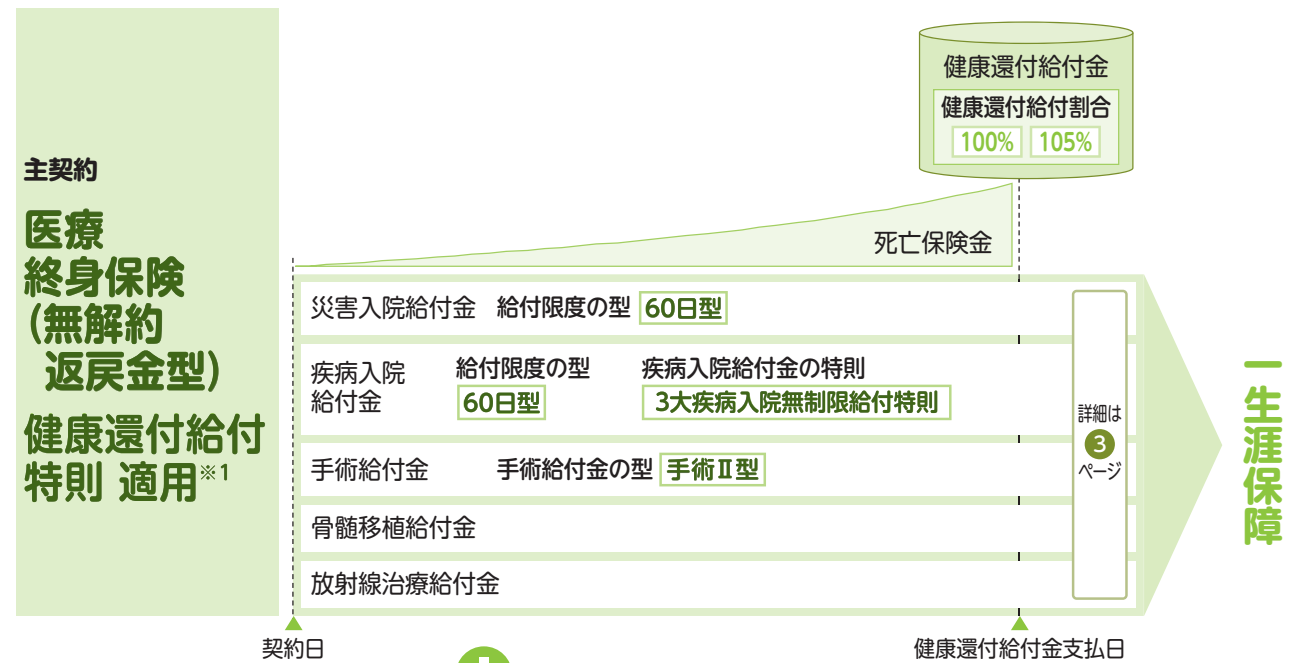 主契約
医療
終身保険
(無解約
返戻金型)
健康還付給付
特則 適用※1
健康還付給付金
健康還付給付割合
100% 105%
死亡保険金
災害入院給付金 給付限度の型 60日型
疾病入院
給付金
給付限度の型
60日型
疾病入院給付金の特則
3大疾病入院無制限給付特則
手術給付金 手術給付金の型 手術Ⅱ型
骨髄移植給付金
放射線治療給付金
詳細は
3
ページ
一生涯保障
契約日
健康還付給付金支払日